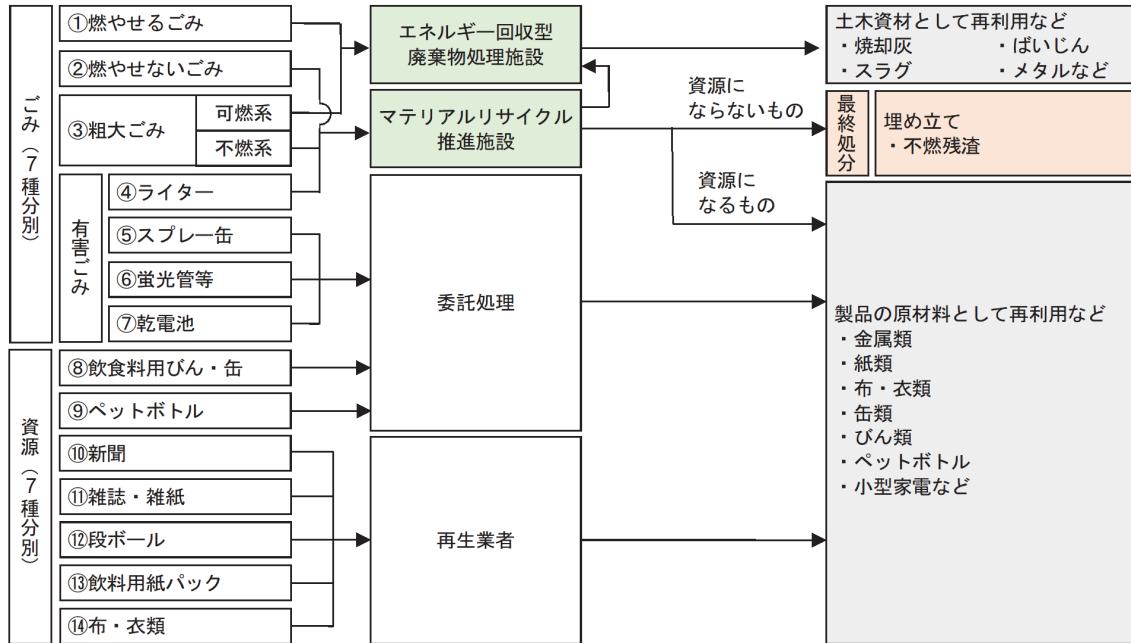 ごみ（７種分別）
①燃やせるごみ
②燃やせないごみ
③粗大ごみ
可燃系
不燃系
有害ごみ
④ライター
⑤スプレー缶
⑥蛍光管等
⑦乾電池
資源（７種分別）
⑧飲食料用びん・缶
⑨ペットボトル
⑩新聞
⑪雑誌・雑紙
⑫段ボール
⑬飲料用紙パック
⑭布・衣類
エネルギー回収型
廃棄物処理施設
マテリアルリサイクル
推進施設
委託処理
再生業者
資源に
ならないもの
資源に
なるもの
土木資材として再利用など
・焼却灰
・ばいじん
・スラグ
・メタルなど
最終処分
埋め立て
・不燃残渣
製品の原材料として再利用など
・金属類
・紙類
・布・衣類
・缶類
・びん類
・ペットボトル
・小型家電など